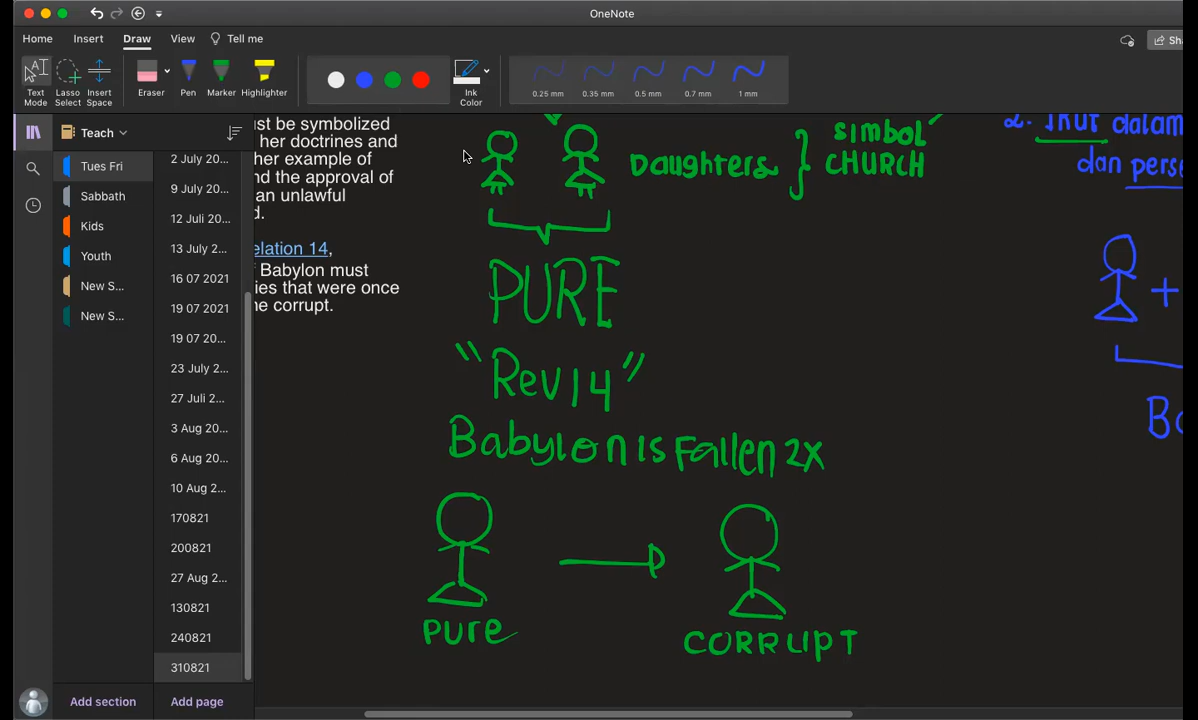 OneNote
Home Insert Draw View Tell me
Sha
Text Mode
Lasso Select
Insert Space
Eraser
Pen
Marker
Highlighter
Ink Color
0.25 mm 0.35 mm 0.5 mm 0.7 mm 1 mm
Teach
Tues Fri
Sabbath
Kids
Youth
New S...
New S...
2 July 20...
9 July 20...
12 Juli 20...
13 July 2...
16 07 2021
19 07 2021
19 07 20...
23 July 2...
27 Juli 2...
3 Aug 20...
6 Aug 20...
10 Aug 2...
170821
200821
27 Aug 2...
130821
240821
310821
Add section
Add page
ust be symbolized
her doctrines and
her example of
nd the approval of
an unlawful
d.
elation 14,
f Babylon must
ies that were once
ne corrupt.
Daughters } simbol CHURCH
PURE
"Rev 14"
Babylon is Fallen 2x
Pure
CORRUPT
2. Ikut dalam
dan perse
+
Ba